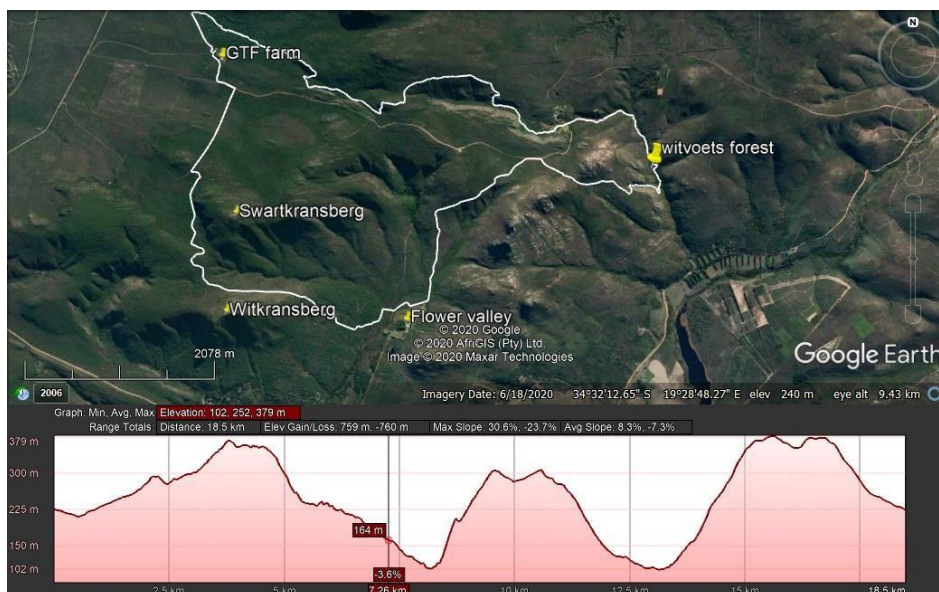 N
GTF farm
witvoets forest
Swartkransberg
Witkransberg
Flower valley
© 2020 Google
© 2020 AfriGIS (Pty) Ltd.
Image © 2020 Maxar Technologies
2078 m
Google Earth
2006
Imagery Date: 6/18/2020 34°32'12.65" S 19°28'48.27" E elev 240 m eye alt 9.43 km
Graph: Min, Avg, Max Elevation: 102, 252, 379 m
Range Totals: Distance: 18.5 km Elev Gain/Loss: 759 m, -760 m Max Slope: 30.6%, -23.7% Avg Slope: 8.3%, -7.3%
379 m
300 m
225 m
164 m
150 m
102 m
-3.6%
2.5 km 5 km 7.26 km 10 km 12.5 km 15 km 18.5 km